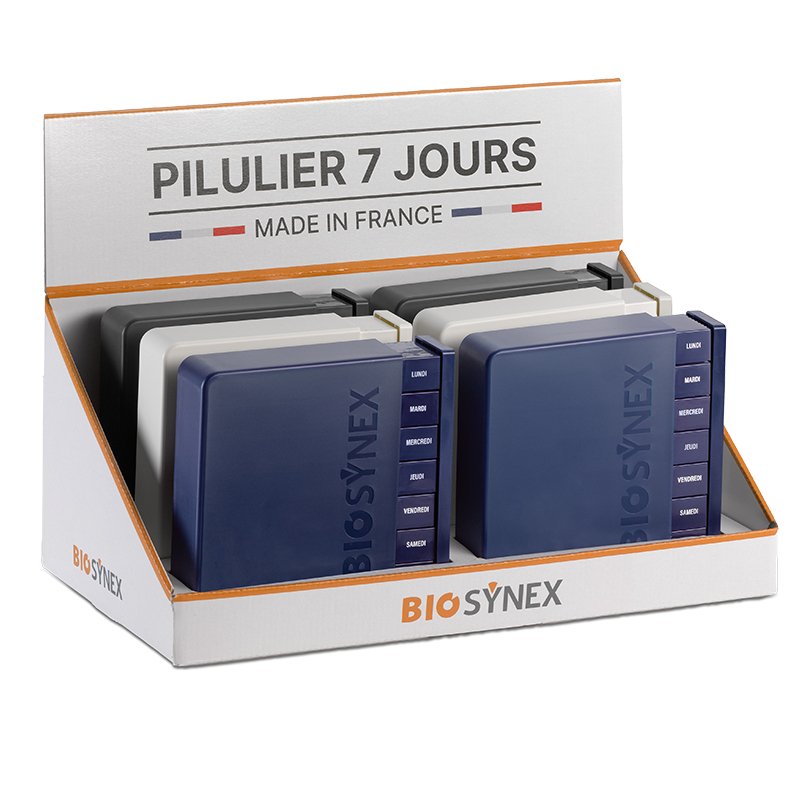 PILULIER 7 JOURS
MADE IN FRANCE
LUNDI
MARDI
MERCREDI
JEUDI
VENDREDI
SAMEDI
BIOSYNEX
LUNDI
MARDI
MERCREDI
JEUDI
VENDREDI
SAMEDI
BIOSYNEX
BIOSYNEX
BIOSYNEX